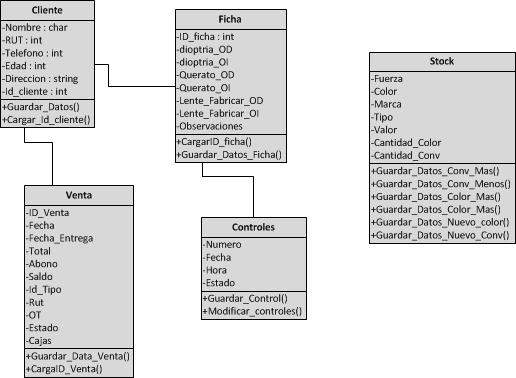 Cliente
-Nombre : char
-RUT : int
-Telefono : int
-Edad : int
-Direccion : string
-Id_cliente : int
+Guardar_Datos()
+Cargar_Id_cliente()
Ficha
-ID_ficha : int
-dioptria_OD
-dioptria_OI
-Querato_OD
-Querato_OI
-Lente_Fabricar_OD
-Lente_Fabricar_OI
-Observaciones
+CargarID_ficha()
+Guardar_Datos_Ficha()
Stock
-Fuerza
-Color
-Marca
-Tipo
-Valor
-Cantidad_Color
-Cantidad_Conv
+Guardar_Datos_Conv_Mas()
+Guardar_Datos_Conv_Menos()
+Guardar_Datos_Color_Mas()
+Guardar_Datos_Color_Mas()
+Guardar_Datos_Nuevo_color()
+Guardar_Datos_Nuevo_Conv()
Venta
-ID_Venta
-Fecha
-Fecha_Entrega
-Total
-Abono
-Saldo
-Id_Tipo
-Rut
-OT
-Estado
-Cajas
+Guardar_Data_Venta()
+CargaID_Venta()
Controles
-Numero
-Fecha
-Hora
-Estado
+Guardar_Control()
+Modificar_controles()